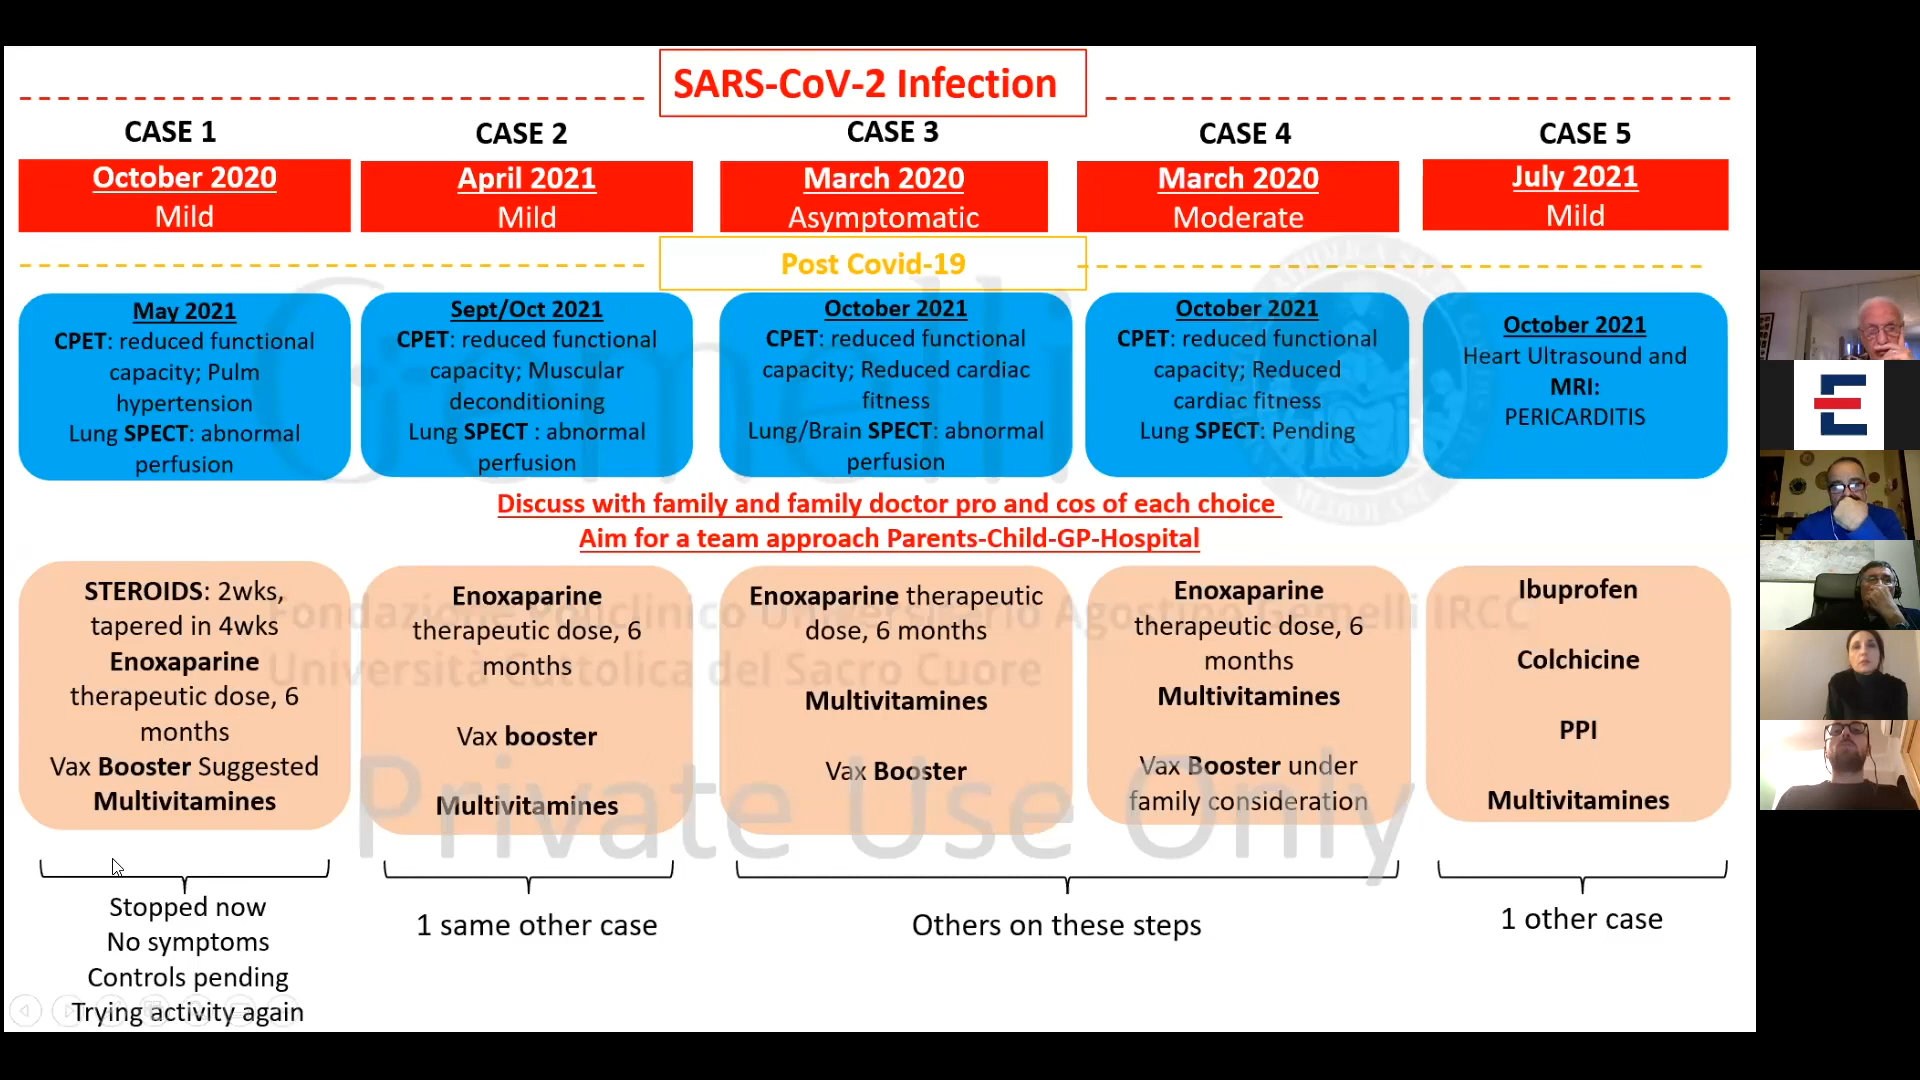 SARS-CoV-2 Infection
CASE 1
CASE 2
CASE 3
CASE 4
CASE 5
October 2020
Mild
April 2021
Mild
March 2020
Asymptomatic
March 2020
Moderate
July 2021
Mild
Post Covid-19
May 2021
CPET: reduced functional
capacity; Pulm
hypertension
Lung SPECT: abnormal
perfusion
Sept/Oct 2021
CPET: reduced functional
capacity; Muscular
deconditioning
Lung SPECT : abnormal
perfusion
October 2021
CPET: reduced functional
capacity; Reduced cardiac
fitness
Lung/Brain SPECT: abnormal
perfusion
October 2021
CPET: reduced functional
capacity; Reduced
cardiac fitness
Lung SPECT: Pending
October 2021
Heart Ultrasound and
MRI:
PERICARDITIS
Gemelli
Discuss with family and family doctor pro and cos of each choice
Aim for a team approach Parents-Child-GP-Hospital
STEROIDS: 2wks,
tapered in 4wks
Enoxaparine
therapeutic dose, 6
months
Vax Booster Suggested
Multivitamines
Enoxaparine
therapeutic dose, 6
months
Vax booster
Multivitamines
Enoxaparine therapeutic
dose, 6 months
Multivitamines
Vax Booster
Enoxaparine
therapeutic dose, 6
months
Multivitamines
Vax Booster under
family consideration
Ibuprofen
Colchicine
PPI
Multivitamines
Fondazione Policlinico Universitario Agostino Gemelli IRCC
Università Cattolica del Sacro Cuore
Private Use Only
Stopped now
No symptoms
Controls pending
Trying activity again
1 same other case
Others on these steps
1 other case
E